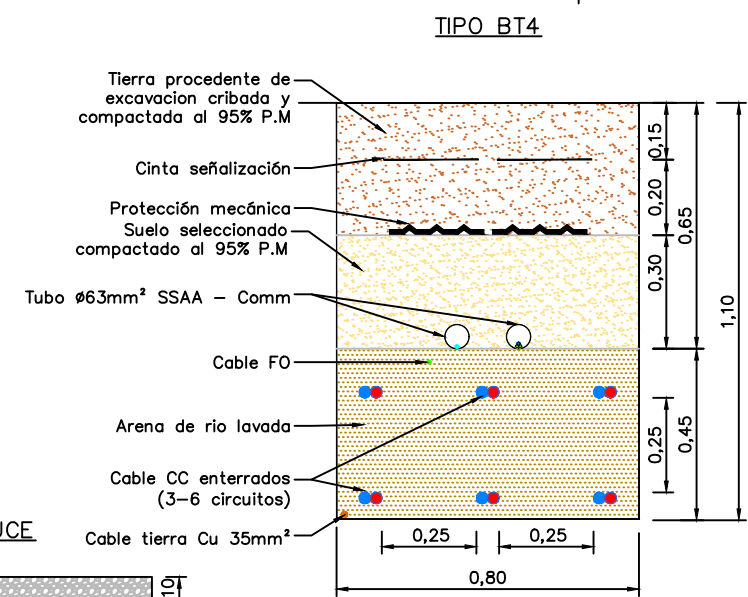 TIPO BT4
Tierra procedente de
excavacion cribada y
compactada al 95% P.M
Cinta señalización
Protección mecánica
Suelo seleccionado
compactado al 95% P.M
Tubo ø63mm² SSAA - Comm
Cable FO
Arena de rio lavada
Cable CC enterrados
(3-6 circuitos)
Cable tierra Cu 35mm²
0,15
0,20
0,65
0,30
1,10
0,25
0,45
0,25
0,25
0,80
UCE
10